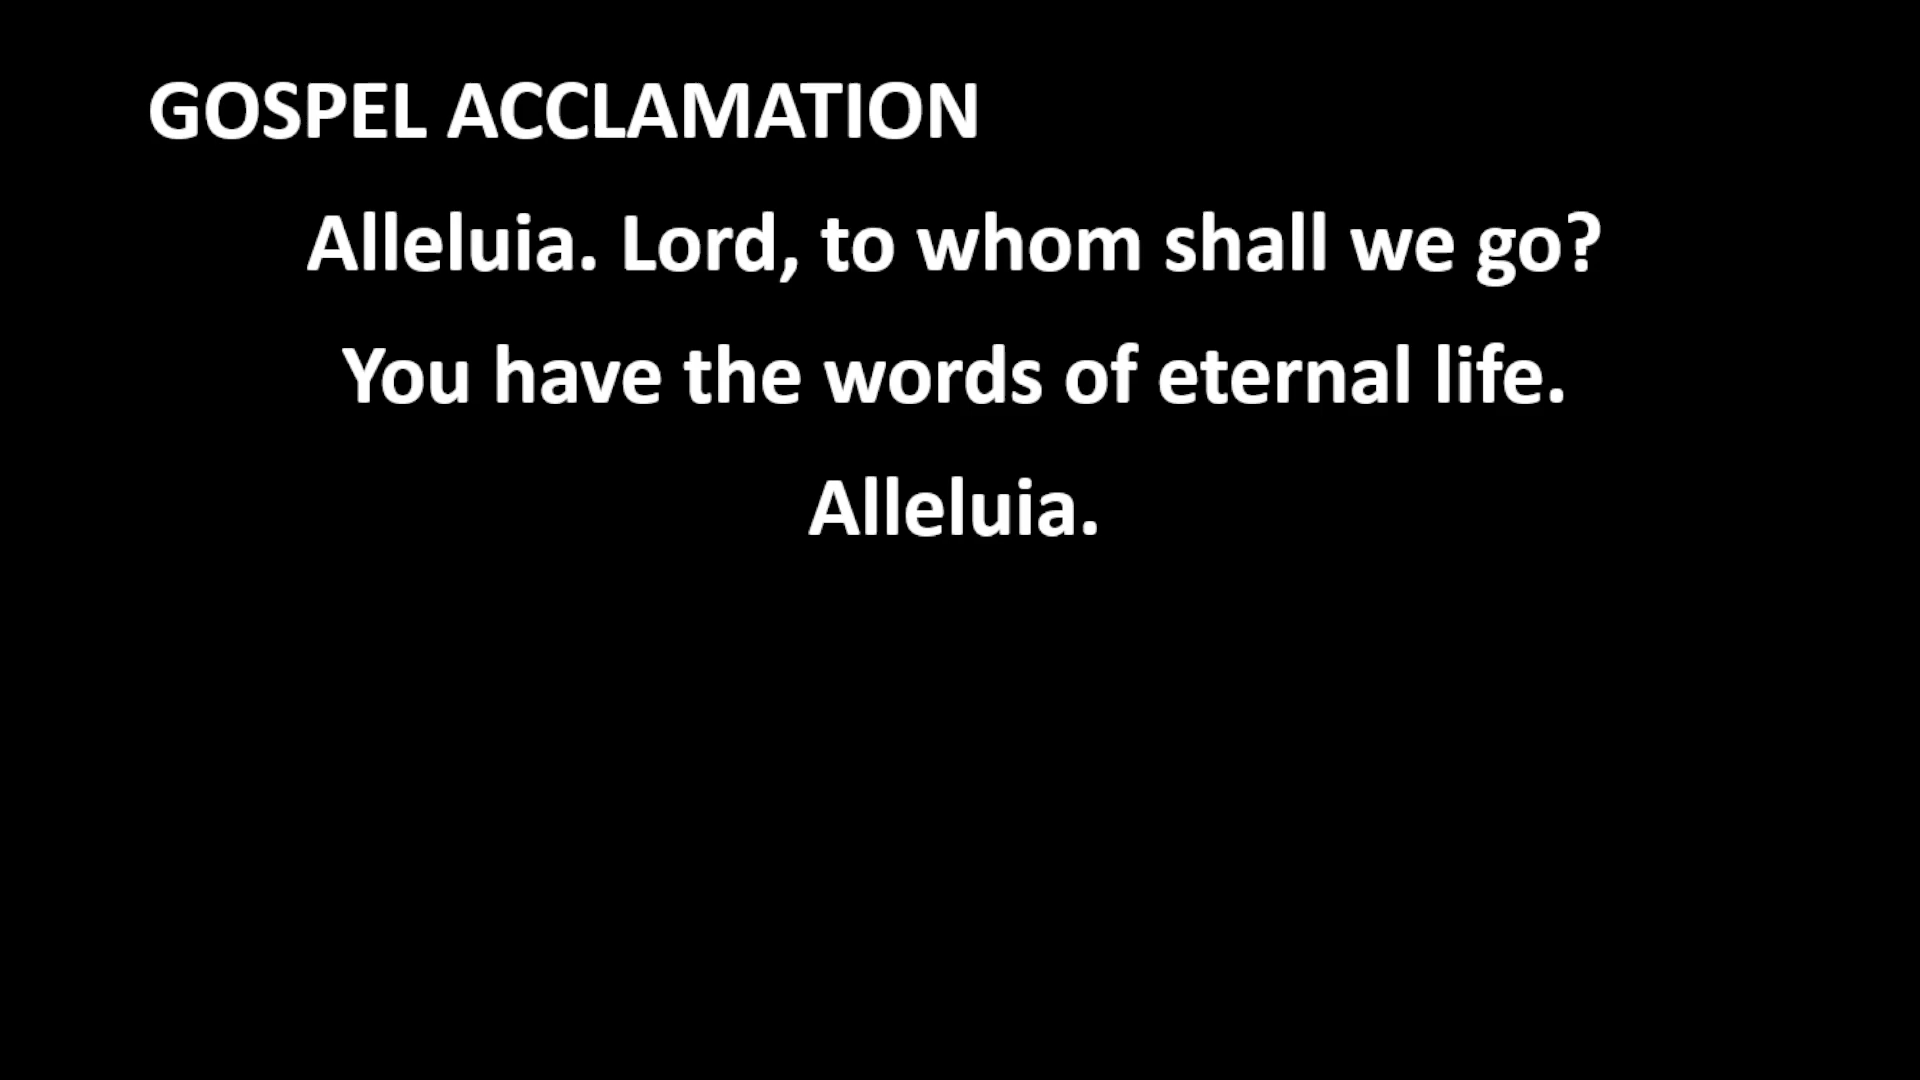 GOSPEL ACCLAMATION
Alleluia. Lord, to whom shall we go?
You have the words of eternal life.
Alleluia.